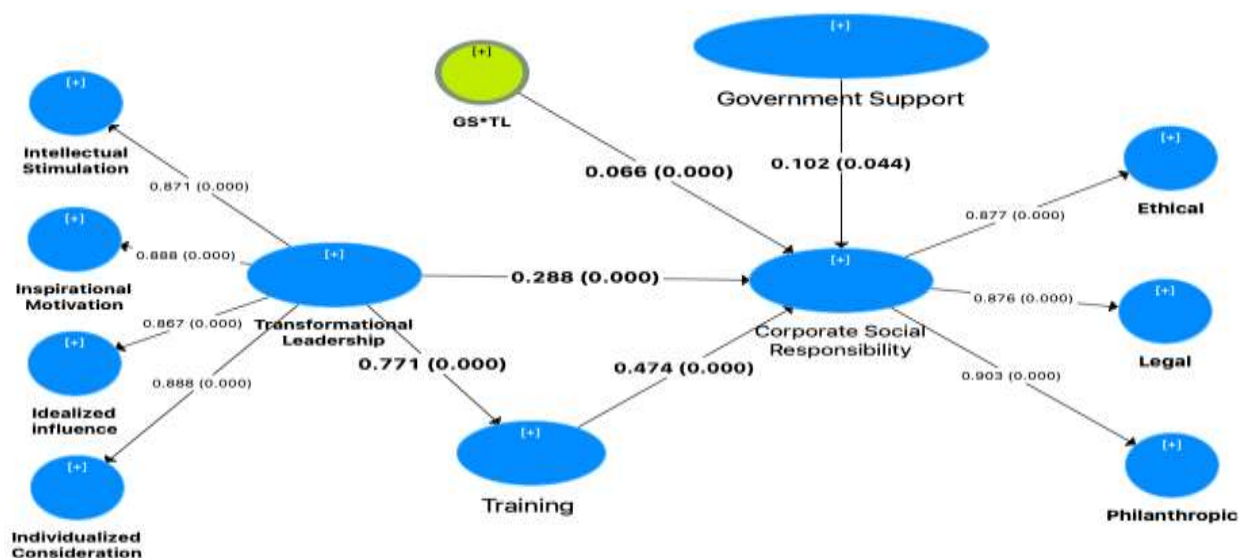 [+]
Intellectual
Stimulation
[+]
Inspirational
Motivation
[+]
Idealized
influence
[+]
Individualized
Consideration
0.871 (0.000)
0.888 (0.000)
0.867 (0.000)
0.888 (0.000)
[+]
Transformational
Leadership
[+]
GS*TL
[+]
Government Support
0.066 (0.000)
0.102 (0.044)
0.288 (0.000)
0.771 (0.000)
0.474 (0.000)
[+]
Training
[+]
Corporate Social
Responsibility
0.877 (0.000)
0.876 (0.000)
0.903 (0.000)
[+]
Ethical
[+]
Legal
[+]
Philanthropic